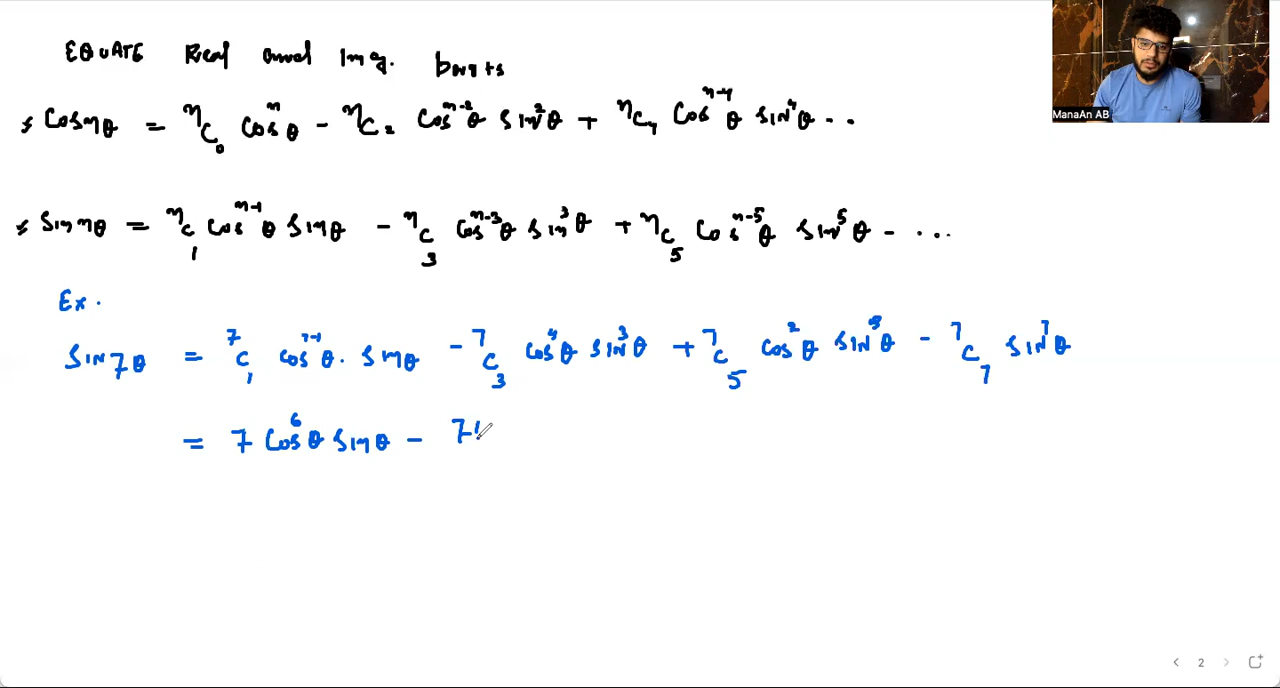 EQUATE Real and Img. parts
ManaAn AB
cos nθ = ⁿC₀ cosⁿθ - ⁿC₂ cosⁿ⁻²θ sin²θ + ⁿC₄ cosⁿ⁻⁴θ sin⁴θ ..
sin nθ = ⁿC₁ cosⁿ⁻¹θ sinθ - ⁿC₃ cosⁿ⁻³θ sin³θ + ⁿC₅ cosⁿ⁻⁵θ sin⁵θ - ...
Ex.
sin 7θ = ⁷C₁ cos⁷⁻¹θ. sinθ - ⁷C₃ cos⁴θ sin³θ + ⁷C₅ cos²θ sin⁵θ - ⁷C₇ sin⁷θ
= 7 cos⁶θ sinθ - 7!
2